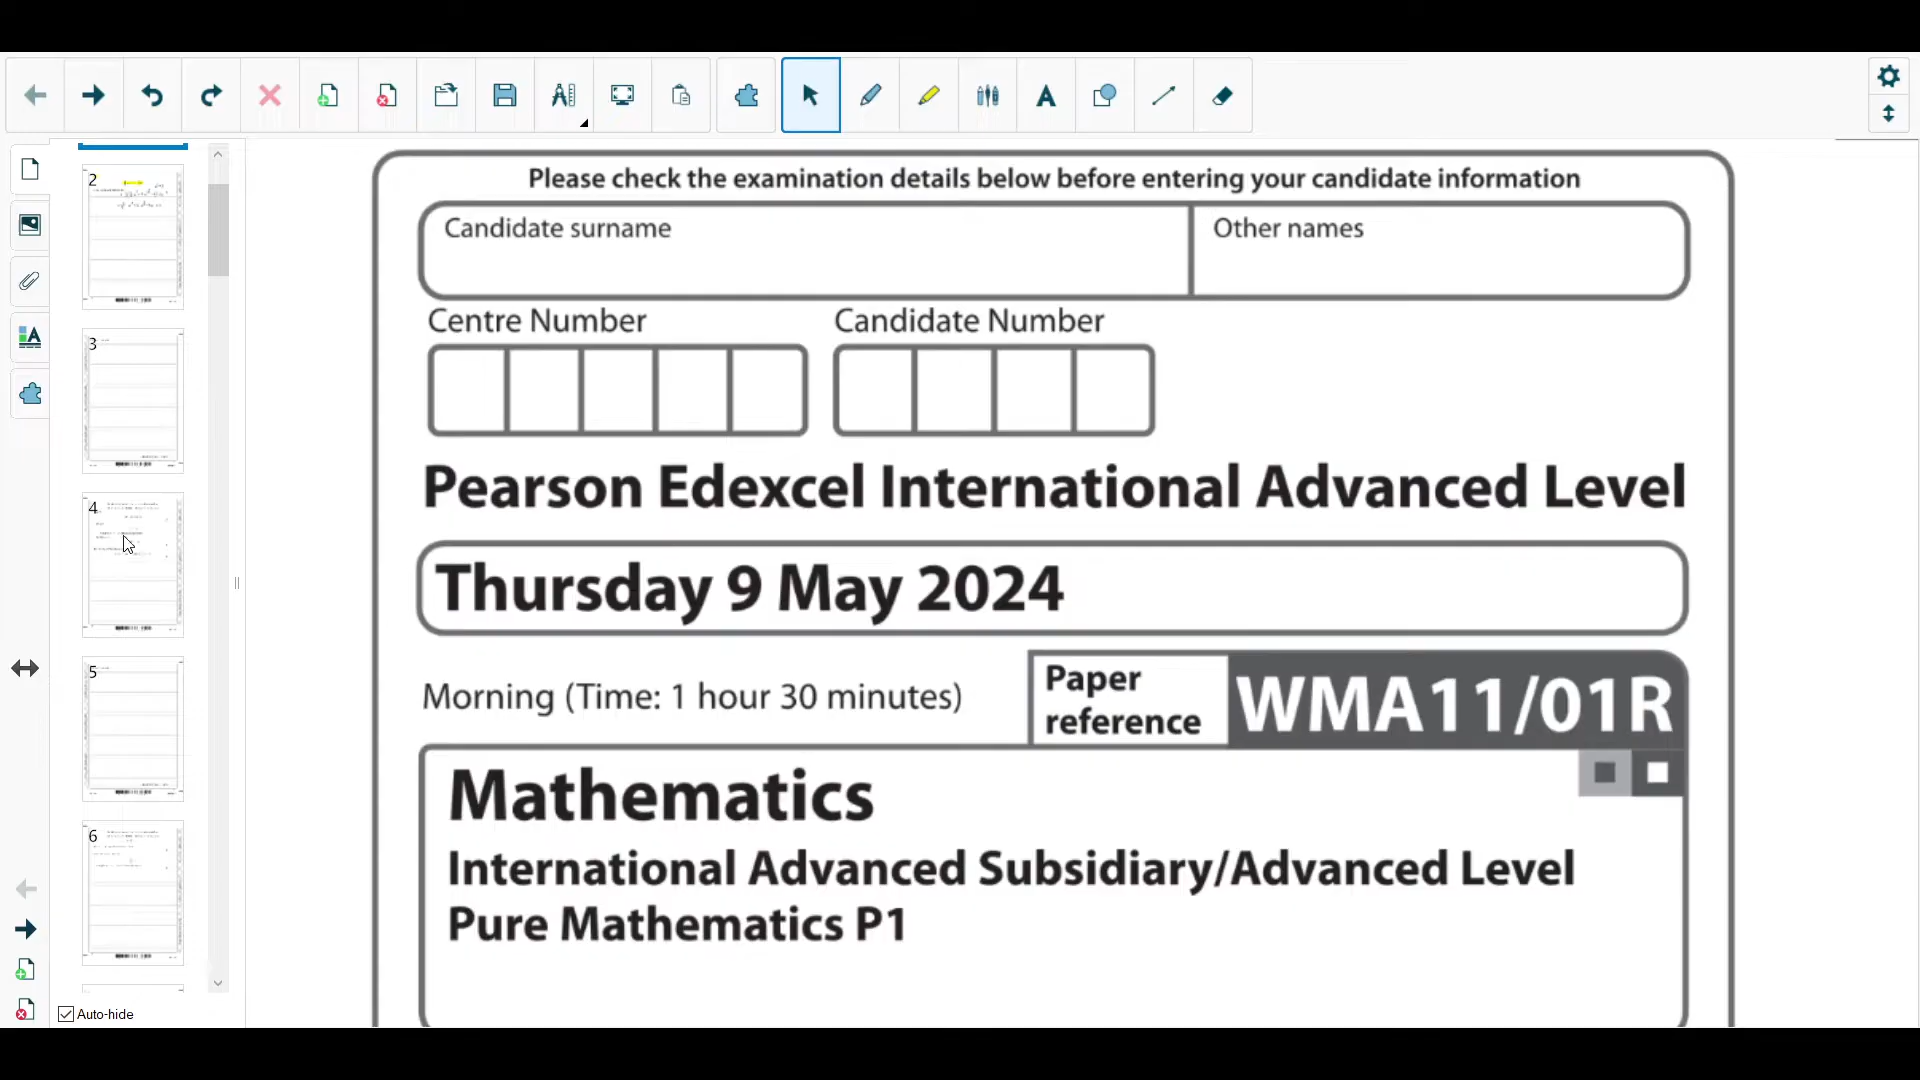 Please check the examination details below before entering your candidate information
Candidate surname
Other names
Centre Number
Candidate Number
Pearson Edexcel International Advanced Level
Thursday 9 May 2024
Morning (Time: 1 hour 30 minutes)
Paper reference
WMA11/01R
Mathematics
International Advanced Subsidiary/Advanced Level
Pure Mathematics P1
2
3
4
5
6
Auto-hide